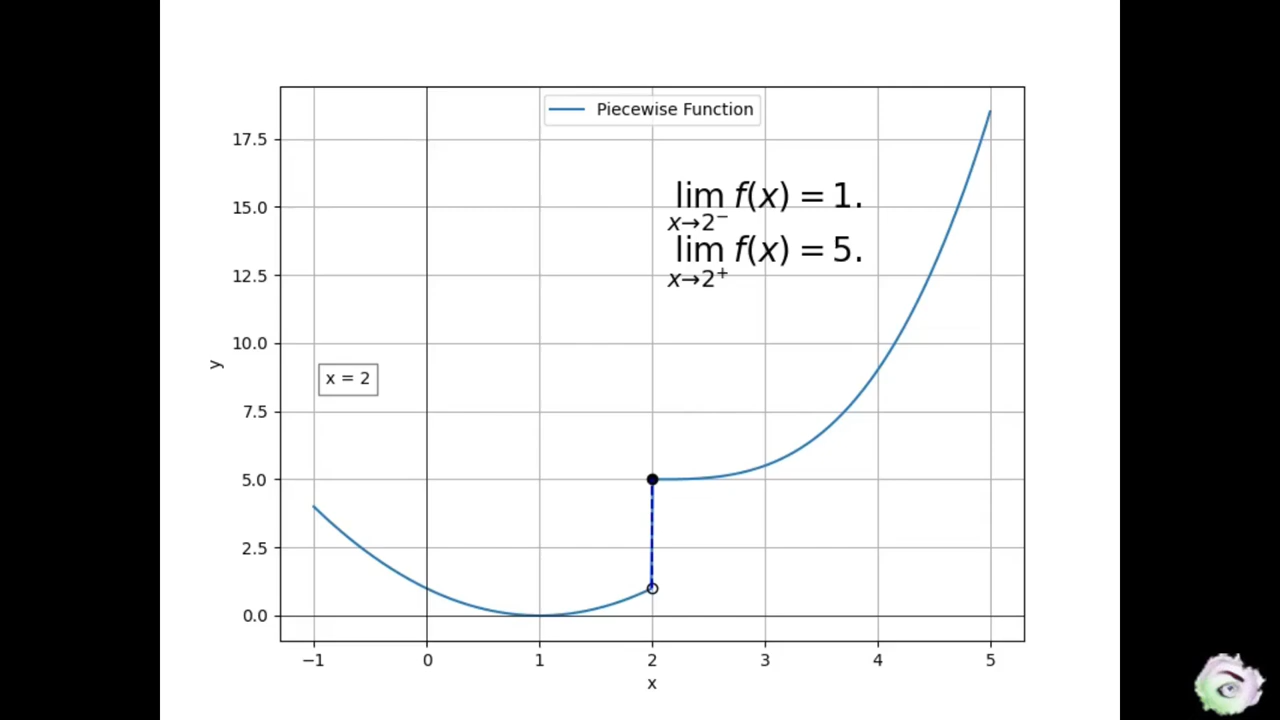 Piecewise Function
17.5
15.0
12.5
10.0
7.5
5.0
2.5
0.0
lim f(x) = 1.
x→2⁻
lim f(x) = 5.
x→2⁺
y
x = 2
−1 0 1 2 3 4 5
x